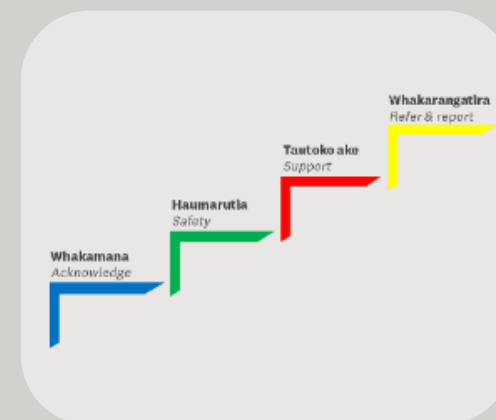 Whakarangatira
Refer & report
Tautoko ake
Support
Haumarutia
Safety
Whakamana
Acknowledge